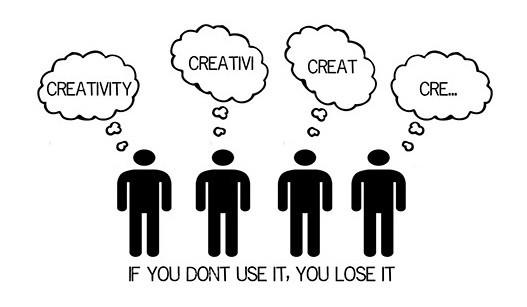 CREATIVITY
CREATIVI
CREAT
CRE...
IF YOU DONT USE IT, YOU LOSE IT